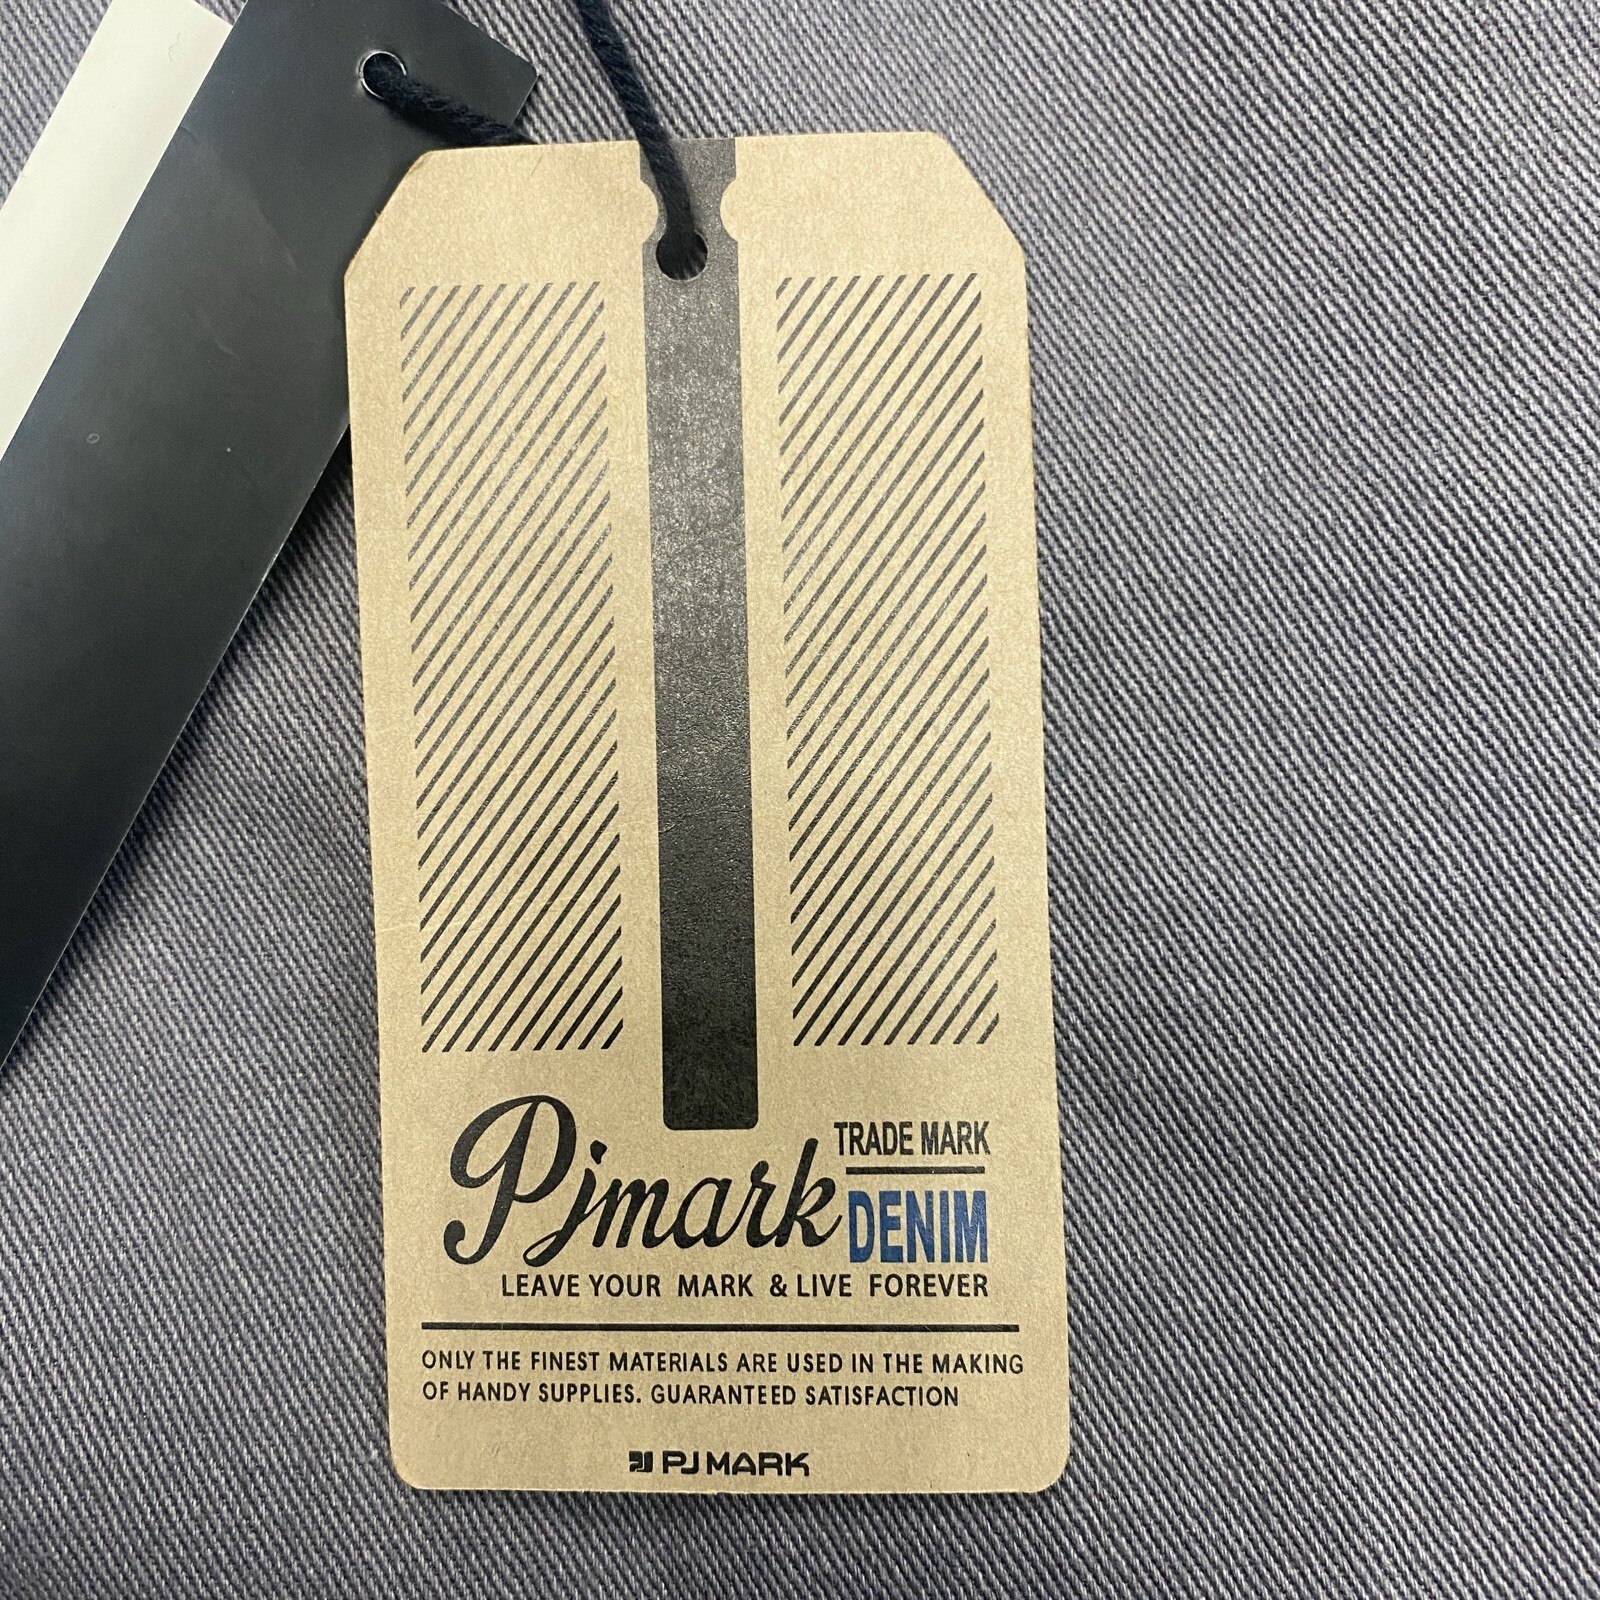 Pjmark
TRADE MARK
DENIM
LEAVE YOUR MARK & LIVE FOREVER
ONLY THE FINEST MATERIALS ARE USED IN THE MAKING
OF HANDY SUPPLIES. GUARANTEED SATISFACTION
PJ MARK